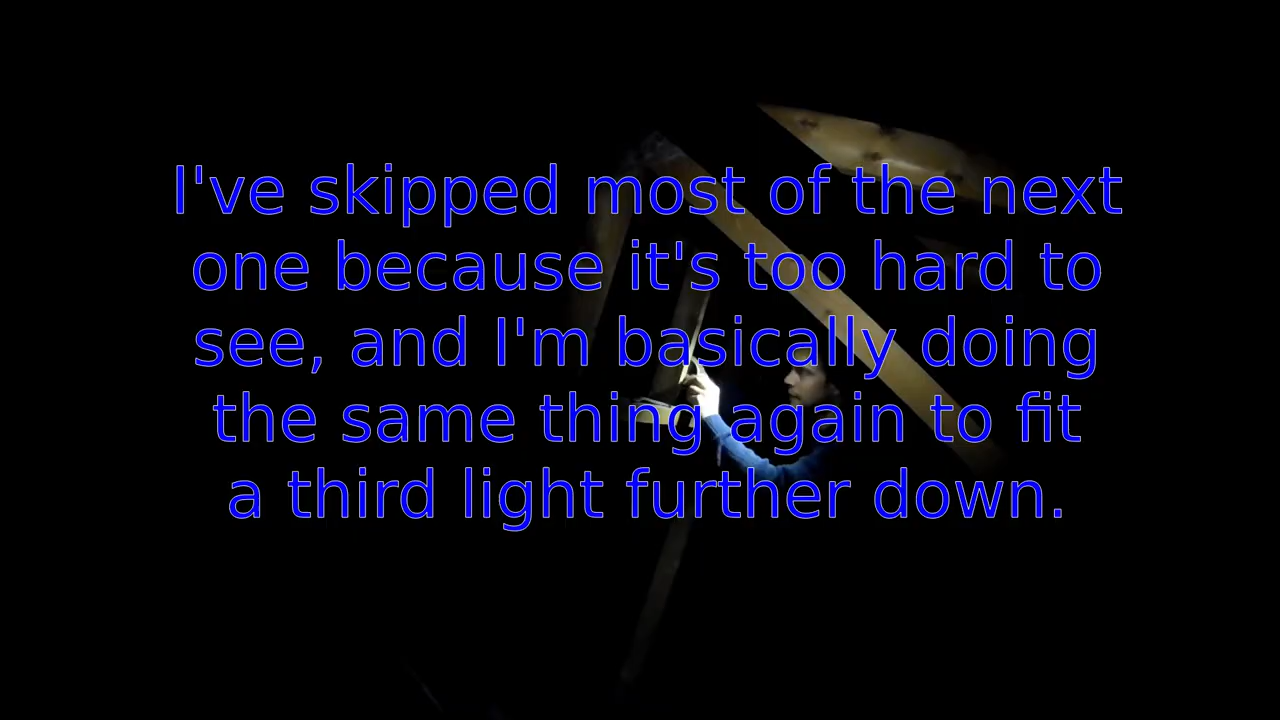 I've skipped most of the next
one because it's too hard to
see, and I'm basically doing
the same thing again to fit
a third light further down.